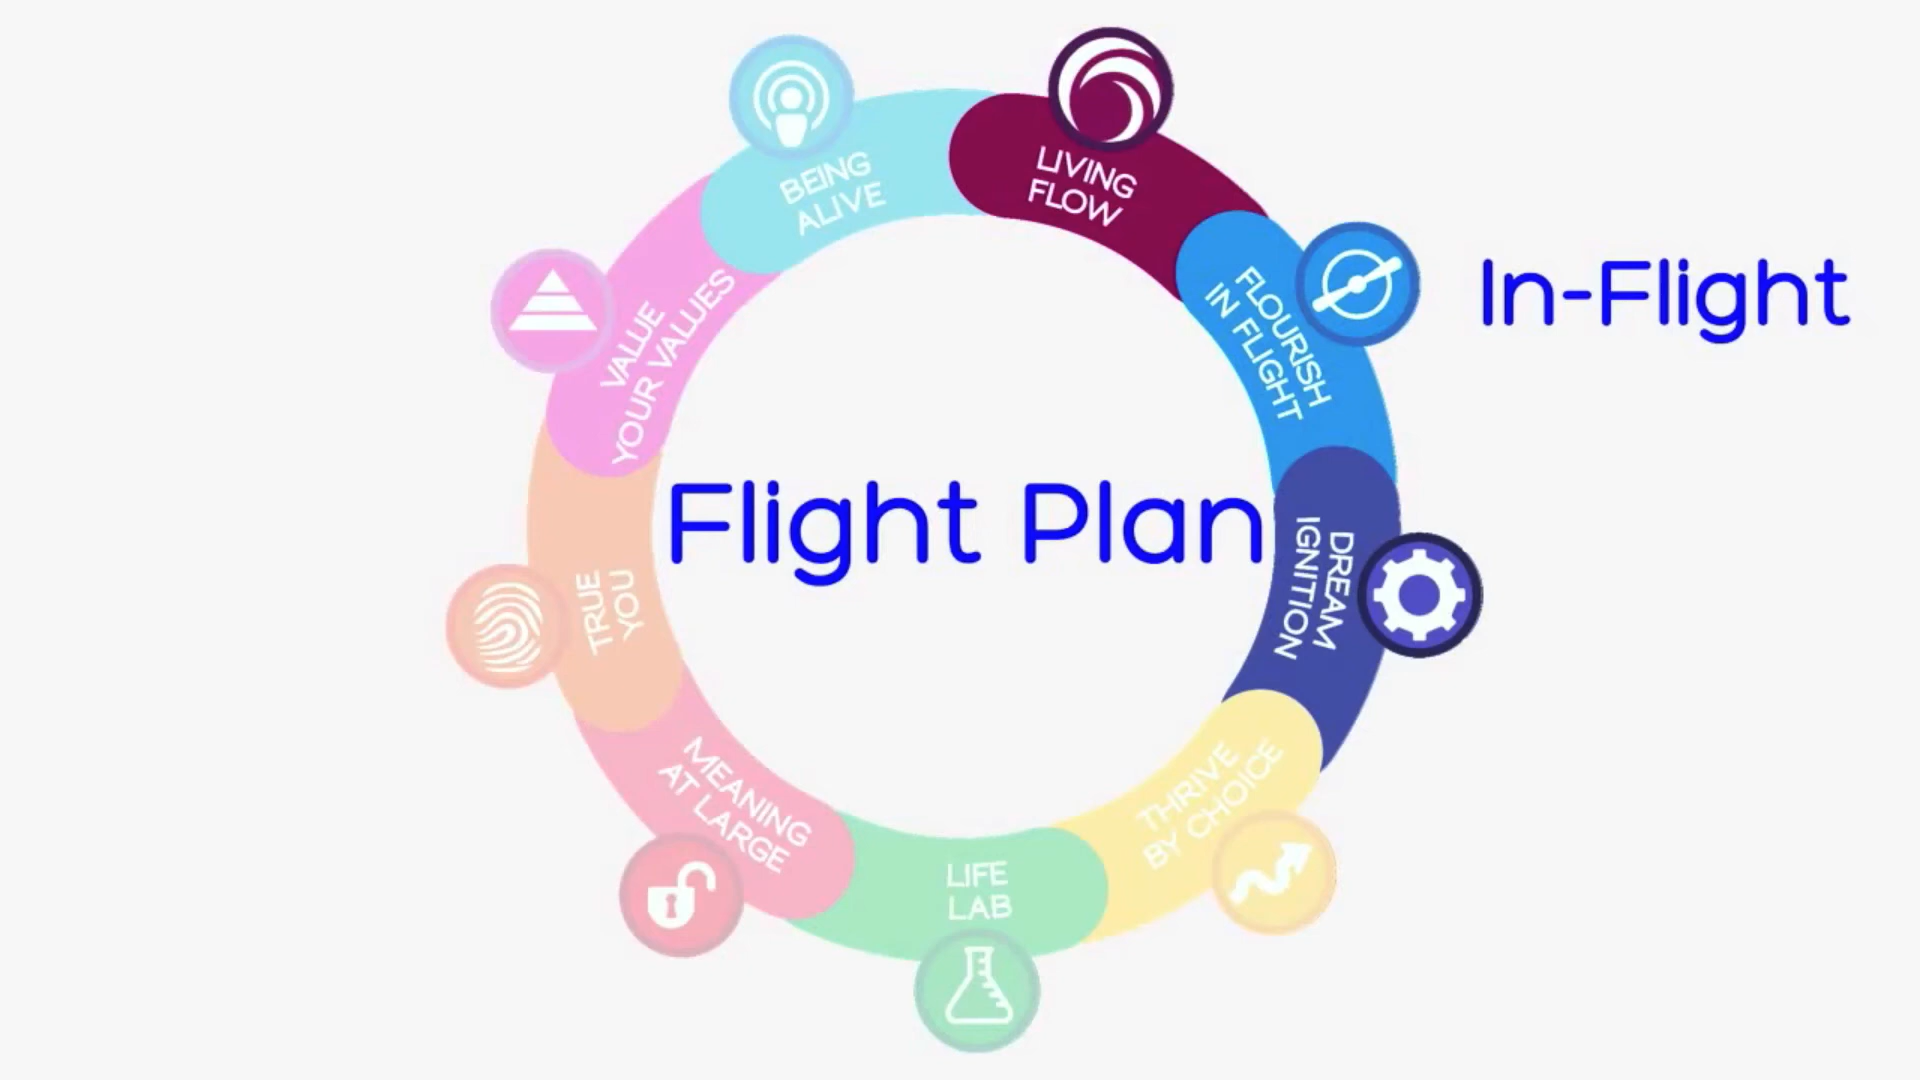 BEING
ALIVE
LIVING
FLOW
FLOURISH
IN FLIGHT
In-Flight
VALUE
YOUR VALUES
Flight Plan
DREAM
IGNITION
TRUE
YOU
THRIVE
BY CHOICE
MEANING
AT LARGE
LIFE
LAB